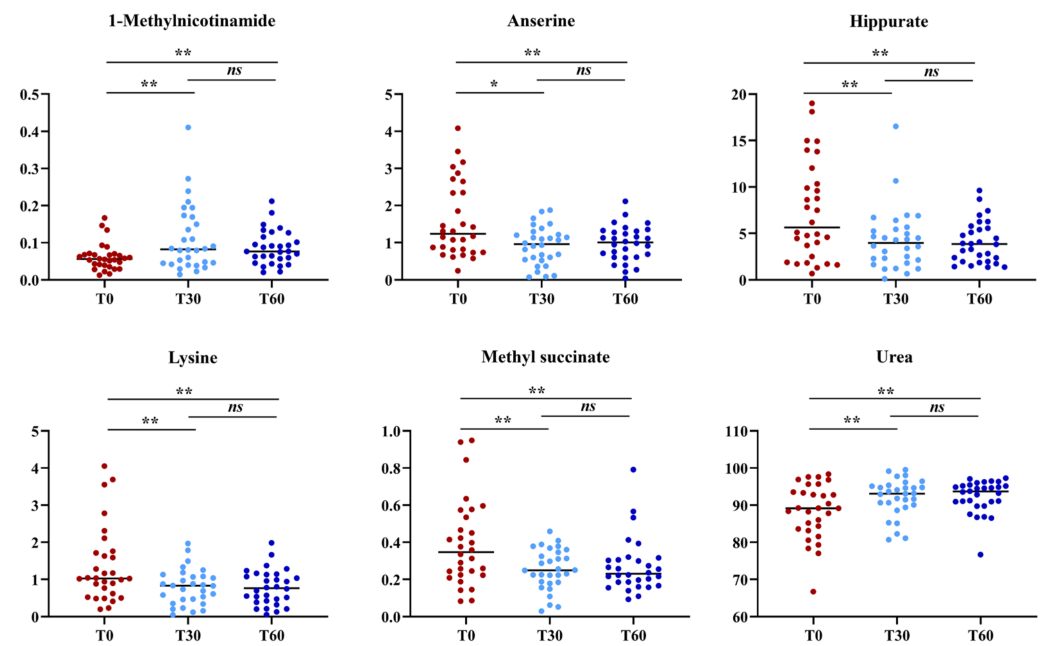 1-Methylnicotinamide
**
** ns
0.5
0.4
0.3
0.2
0.1
0.0
T0 T30 T60
Anserine
**
* ns
5
4
3
2
1
0
T0 T30 T60
Hippurate
**
** ns
20
15
10
5
0
T0 T30 T60
Lysine
**
** ns
5
4
3
2
1
0
T0 T30 T60
Methyl succinate
**
** ns
1.0
0.8
0.6
0.4
0.2
0.0
T0 T30 T60
Urea
**
** ns
110
100
90
80
70
60
T0 T30 T60